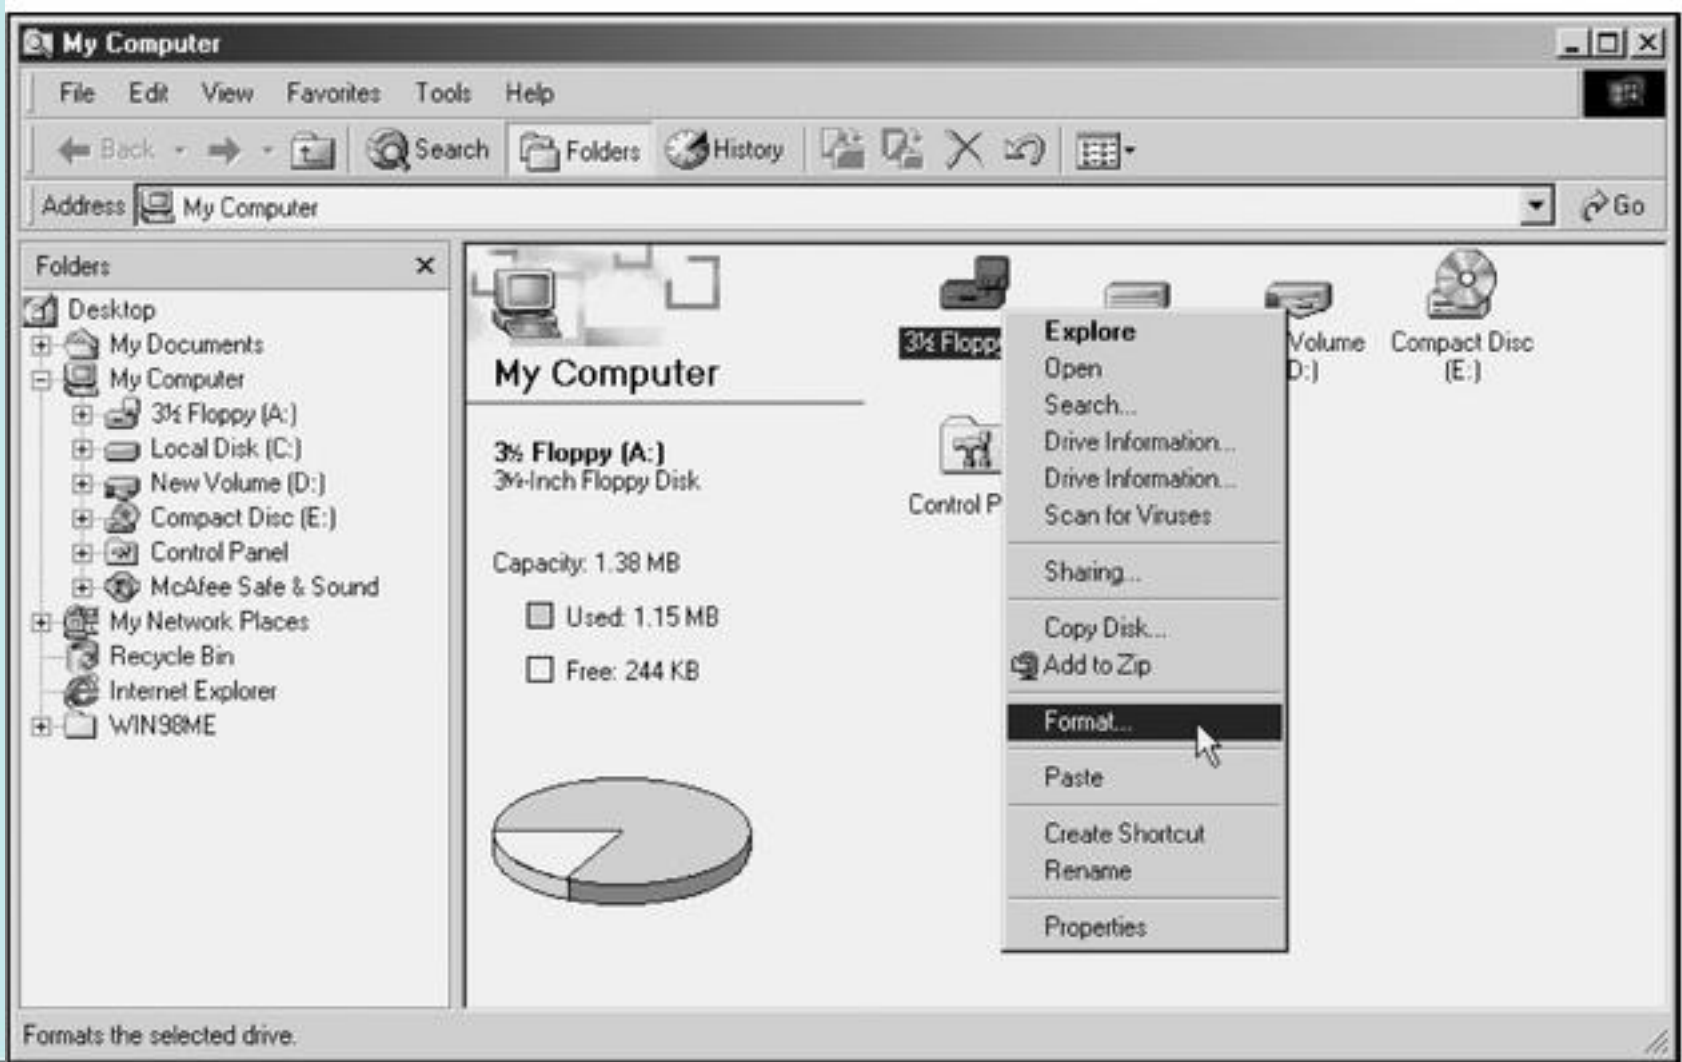 My Computer
File Edit View Favorites Tools Help
Back Search Folders History
Address My Computer Go
Folders
Desktop
My Documents
My Computer
3½ Floppy (A:)
Local Disk (C:)
New Volume (D:)
Compact Disc (E:)
Control Panel
McAfee Safe & Sound
My Network Places
Recycle Bin
Internet Explorer
WIN98ME
My Computer
3½ Floppy (A:)
3½-Inch Floppy Disk
Capacity: 1.38 MB
Used: 1.15 MB
Free: 244 KB
3½ Floppy
Volume
D:)
Compact Disc
(E:)
Control P
Explore
Open
Search...
Drive Information...
Drive Information...
Scan for Viruses
Sharing...
Copy Disk...
Add to Zip
Format...
Paste
Create Shortcut
Rename
Properties
Formats the selected drive.